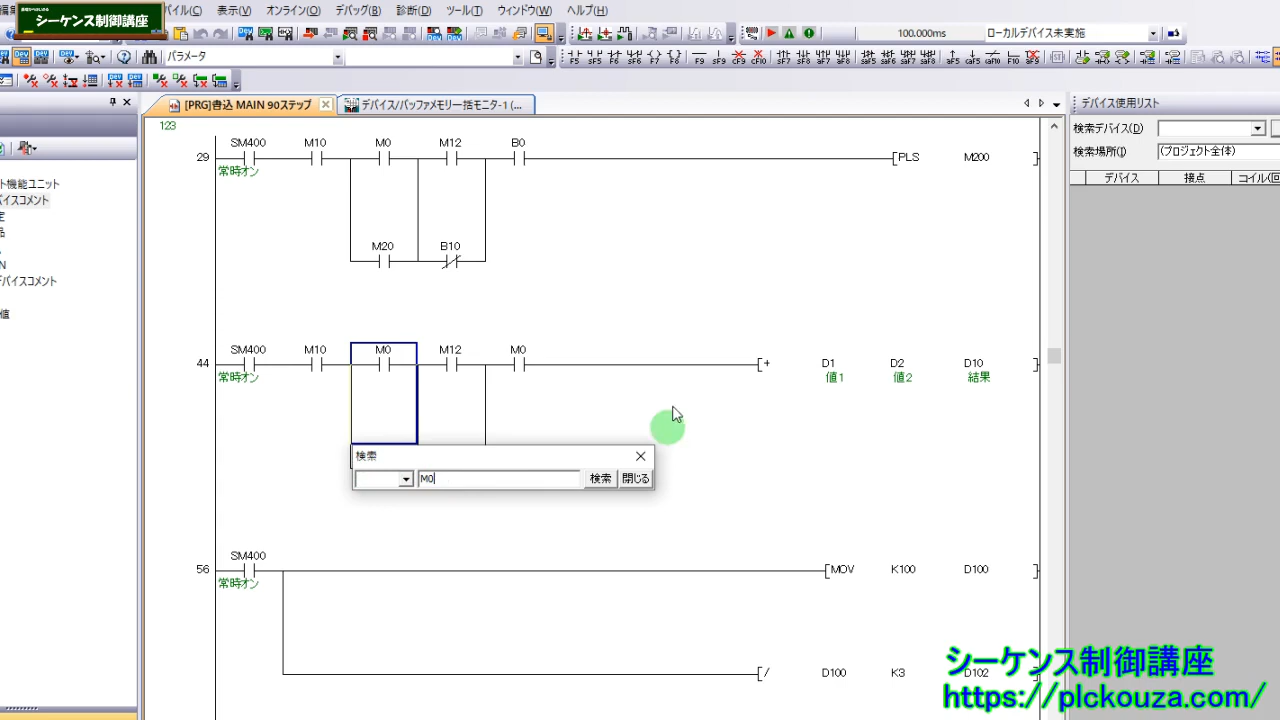 シーケンス制御講座
表示(V) オンライン(O) デバッグ(B) 診断(D) ツール(T) ウィンドウ(W) ヘルプ(H)
100.000ms
ローカルデバイス未実施
パラメータ
[PRG]書込 MAIN 90ステップ
デバイス/バッファメモリ一括モニタ-1 (...
デバイス使用リスト
検索デバイス(D)
検索場所(I) (プロジェクト全体)
デバイス 接点 コイル(回
ト機能ユニット
バイスコメント
定
品
N
デバイスコメント
値
123
SM400 M10 M0 M12 B0
29
PLS M200
常時オン
M20 B10
SM400 M10 M0 M12 M0
44
+ D1 D2 D10
常時オン
値1 値2 結果
検索
M0
検索 閉じる
SM400
56
MOV K100 D100
常時オン
/ D100 K3 D102
シーケンス制御講座
https://plckouza.com/